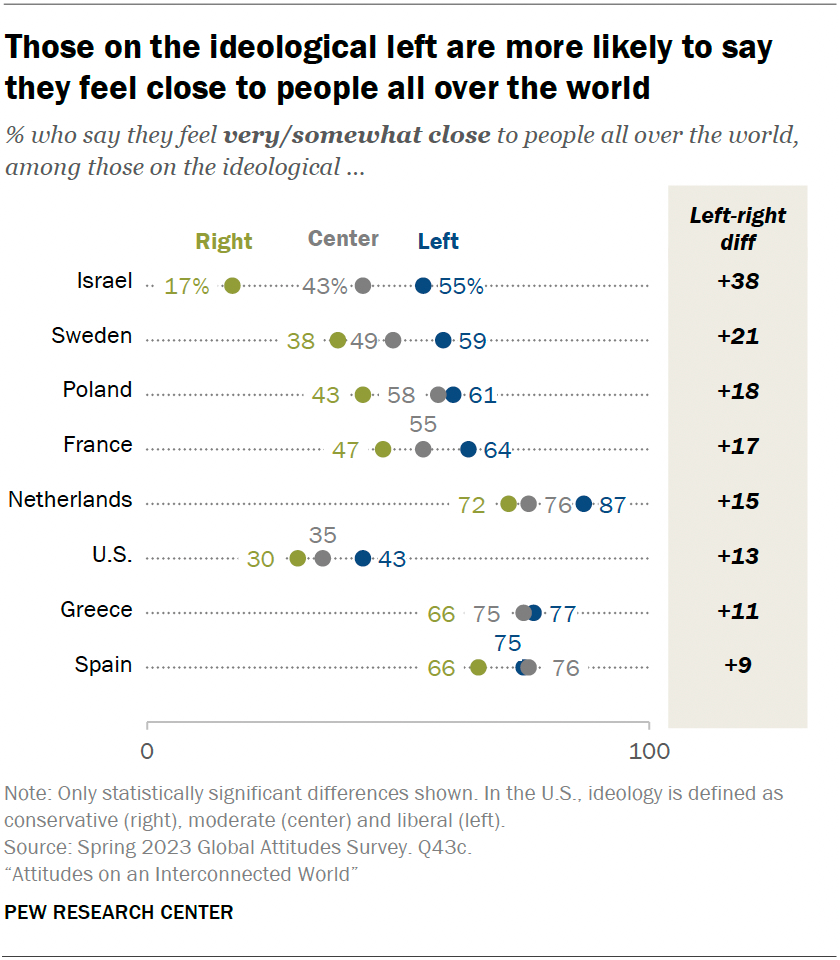 Those on the ideological left are more likely to say
they feel close to people all over the world
% who say they feel very/somewhat close to people all over the world,
among those on the ideological ...
Right Center Left Left-right diff
Israel 17% 43% 55% +38
Sweden 38 49 59 +21
Poland 43 58 61 +18
France 47 55 64 +17
Netherlands 72 76 87 +15
U.S. 30 35 43 +13
Greece 66 75 77 +11
Spain 66 75 76 +9
0 100
Note: Only statistically significant differences shown. In the U.S., ideology is defined as
conservative (right), moderate (center) and liberal (left).
Source: Spring 2023 Global Attitudes Survey. Q43c.
“Attitudes on an Interconnected World”
PEW RESEARCH CENTER